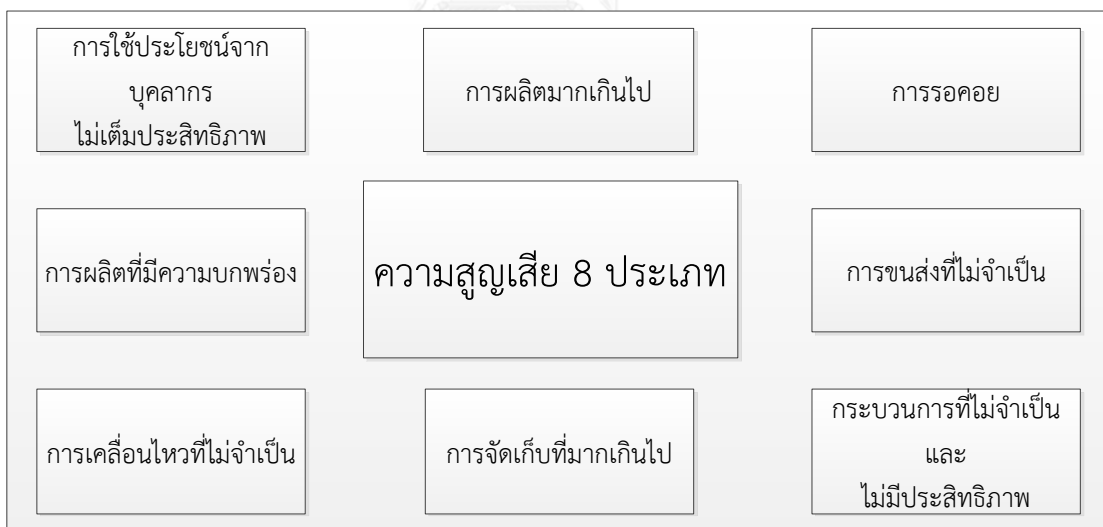 การใช้ประโยชน์จาก
บุคลากร
ไม่เต็มประสิทธิภาพ
การผลิตมากเกินไป
การรอคอย
การผลิตที่มีความบกพร่อง
ความสูญเสีย 8 ประเภท
การขนส่งที่ไม่จำเป็น
การเคลื่อนไหวที่ไม่จำเป็น
การจัดเก็บที่มากเกินไป
กระบวนการที่ไม่จำเป็น
และ
ไม่มีประสิทธิภาพ